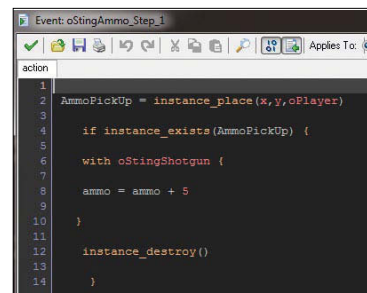 Event: oStingAmmo_Step_1
Applies To:
action
1
2 AmmoPickUp = instance_place(x,y,oPlayer)
3
4 if instance_exists(AmmoPickUp) {
5
6 with oStingShotgun {
7
8 ammo = ammo + 5
9
10 }
11
12 instance_destroy()
13
14 }